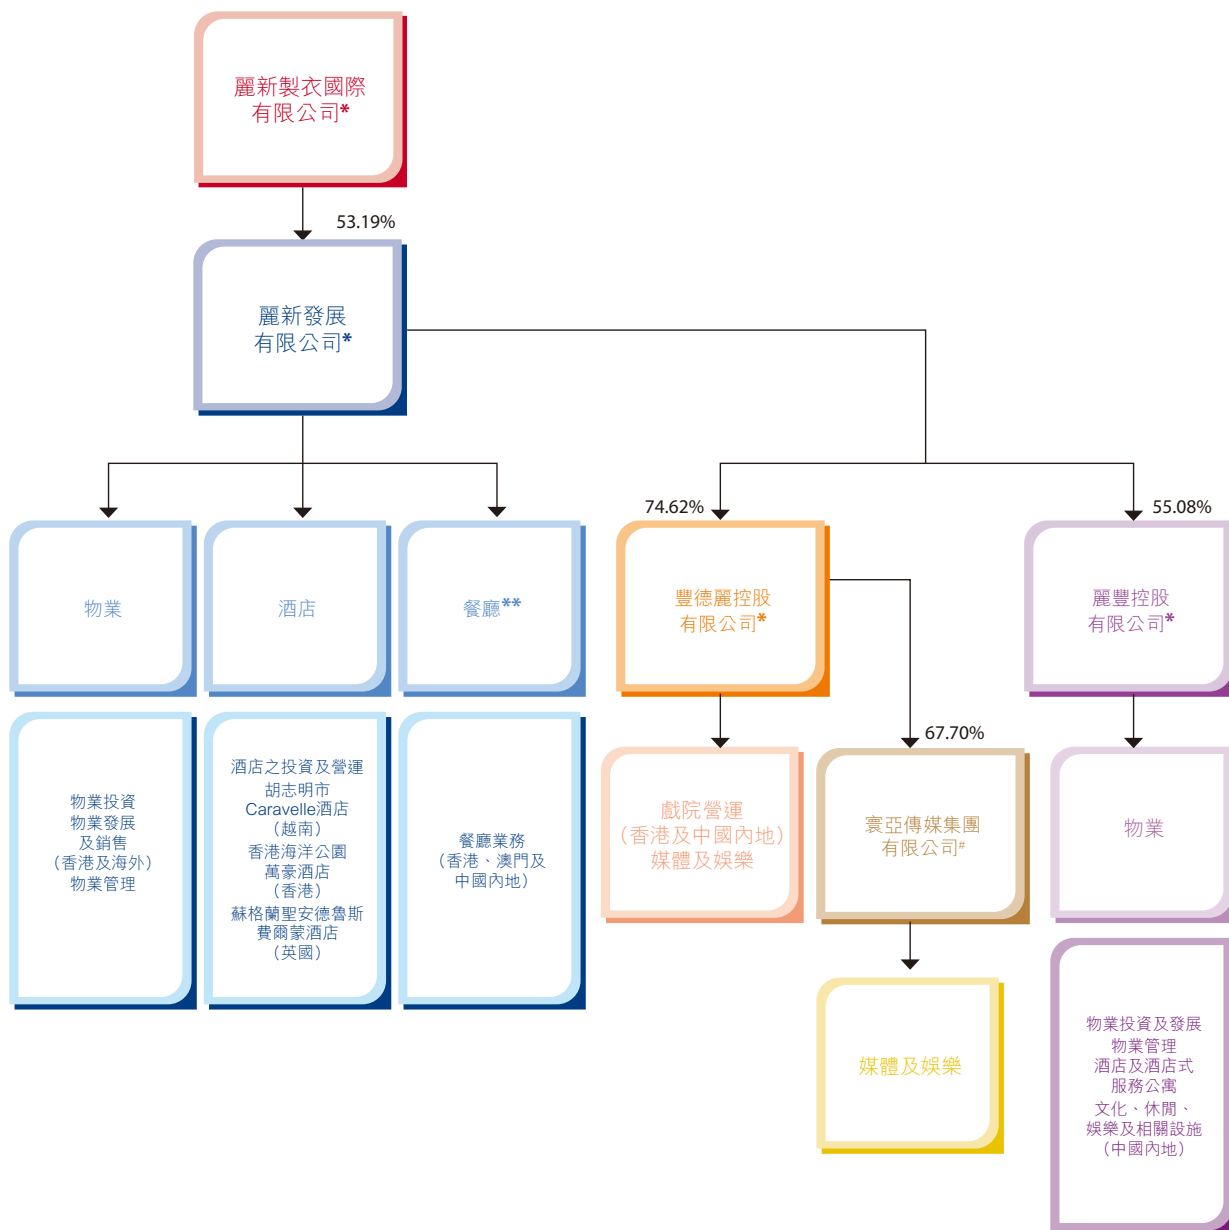 麗新製衣國際
有限公司*
53.19%
麗新發展
有限公司*
74.62%
55.08%
物業
酒店
餐廳**
豐德麗控股
有限公司*
麗豐控股
有限公司*
67.70%
物業投資
物業發展
及銷售
（香港及海外）
物業管理
酒店之投資及營運
胡志明市
Caravelle酒店
（越南）
香港海洋公園
萬豪酒店
（香港）
蘇格蘭聖安德魯斯
費爾蒙酒店
（英國）
餐廳業務
（香港、澳門及
中國內地）
戲院營運
（香港及中國內地）
媒體及娛樂
寰亞傳媒集團
有限公司#
物業
媒體及娛樂
物業投資及發展
物業管理
酒店及酒店式
服務公寓
文化、休閒、
娛樂及相關設施
（中國內地）